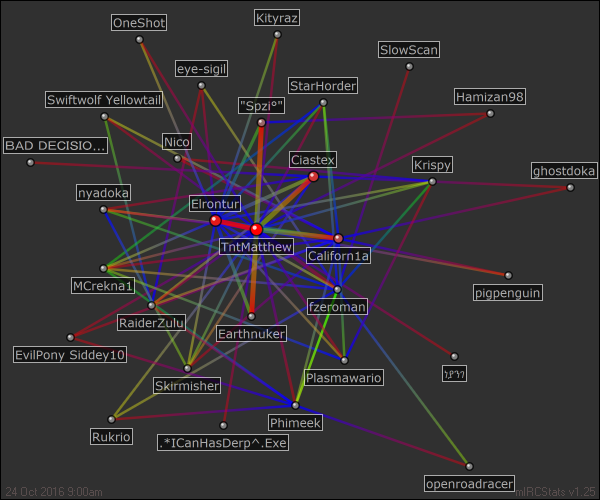 OneShot
Kityraz
SlowScan
eye-sigil
StarHorder
Swiftwolf Yellowtail
"Spzi°"
Hamizan98
BAD DECISIO...
Nico
Ciastex
Krispy
ghostdoka
nyadoka
Elrontur
TntMatthew
Californ1a
MCrekna1
fzeroman
pigpenguin
RaiderZulu
Earthnuker
EvilPony Siddey10
Skirmisher
Plasmawario
Phimeek
Rukrio
.*ICanHasDerp^.Exe
openroadracer
24 Oct 2016 9:00am
mIRCStats v1.25